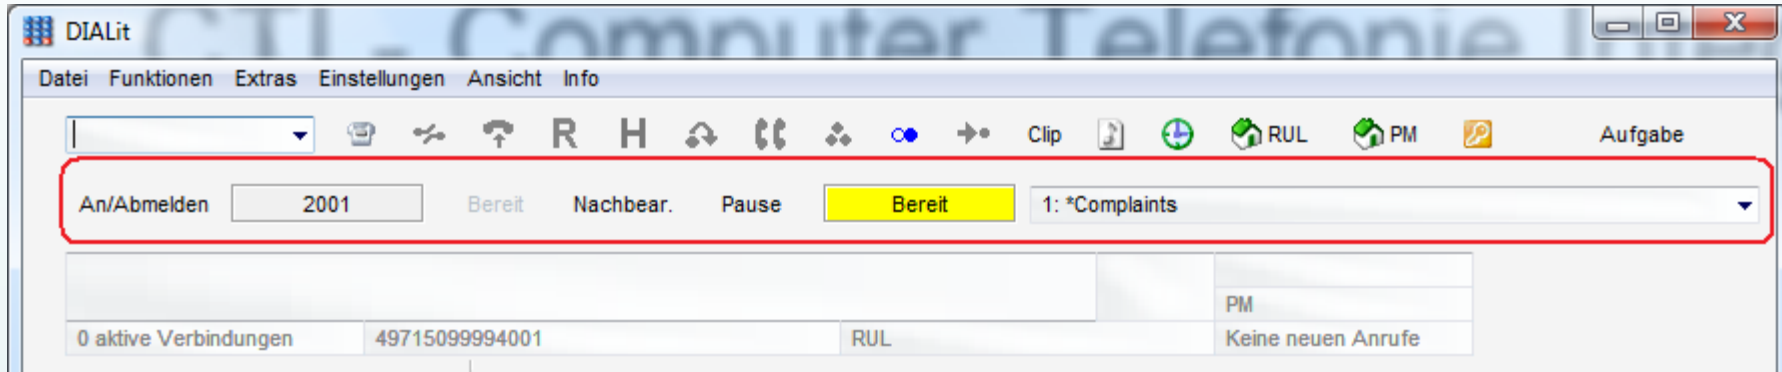 DIALit
CTI - Computer Telefonie
Datei Funktionen Extras Einstellungen Ansicht Info
R H Clip RUL PM Aufgabe
An/Abmelden 2001 Bereit Nachbear. Pause Bereit 1: *Complaints
PM
0 aktive Verbindungen 49715099994001 RUL Keine neuen Anrufe